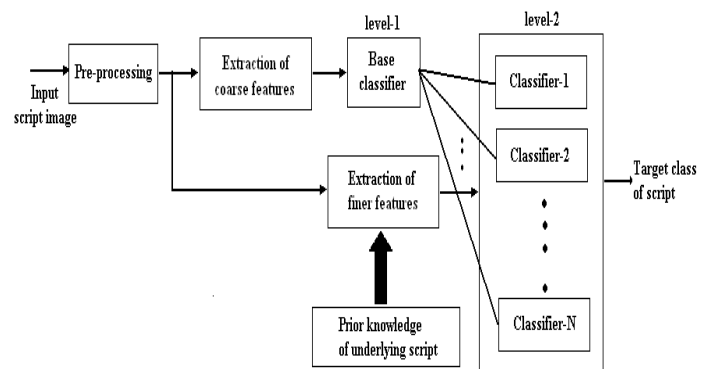 level-1
level-2
Pre-processing
Extraction of
coarse features
Base
classifier
Classifier-1
Input
script image
Classifier-2
Extraction of
finer features
Target class
of script
Prior knowledge
of underlying script
Classifier-N